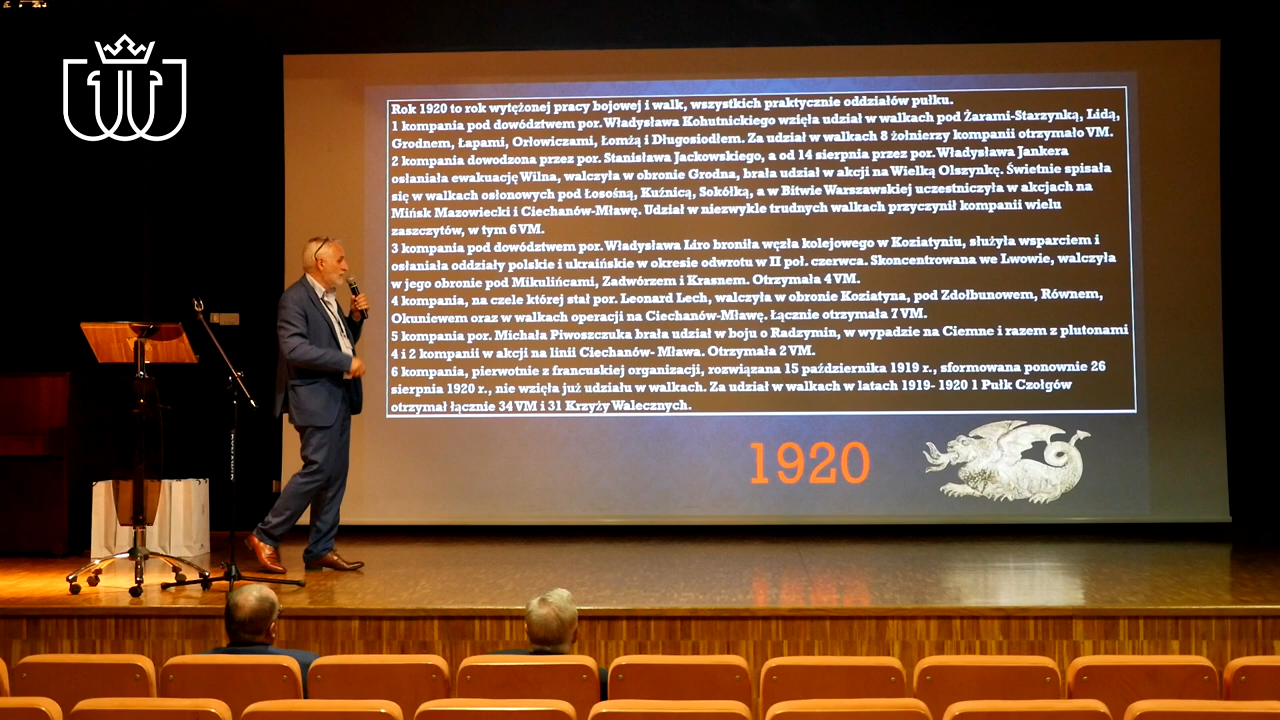 Rok 1920 to rok wytężonej pracy bojowej i walk, wszystkich praktycznie oddziałów pułku.
1 kompania pod dowództwem por. Władysława Kohutnickiego wzięła udział w walkach pod Żarami-Starzynką, Lidą,
Grodnem, Łapami, Orłowiczami, Łomżą i Długosiodłem. Za udział w walkach 8 żołnierzy kompanii otrzymało VM.
2 kompania dowodzona przez por. Stanisława Jackowskiego, a od 14 sierpnia przez por. Władysława Jankera
osłaniała ewakuację Wilna, walczyła w obronie Grodna, brała udział w akcji na Wielką Olszynkę. Świetnie spisała
się w walkach osłonowych pod Łosośną, Kuźnicą, Sokółką, a w Bitwie Warszawskiej uczestniczyła w akcjach na
Mińsk Mazowiecki i Ciechanów-Mławę. Udział w niezwykle trudnych walkach przyczynił kompanii wielu
zaszczytów, w tym 6 VM.
3 kompania pod dowództwem por. Władysława Liro broniła węzła kolejowego w Koziatyniu, służyła wsparciem i
osłaniała oddziały polskie i ukraińskie w okresie odwrotu w II poł. czerwca. Skoncentrowana we Lwowie, walczyła
w jego obronie pod Mikulińcami, Zadwórzem i Krasnem. Otrzymała 4 VM.
4 kompania, na czele której stał por. Leonard Lech, walczyła w obronie Koziatyna, pod Zdołbunowem, Równem,
Okuniewem oraz w walkach operacji na Ciechanów-Mławę. Łącznie otrzymała 7 VM.
5 kompania por. Michała Piwoszczuka brała udział w boju o Radzymin, w wypadzie na Ciemne i razem z plutonami
4 i 2 kompanii w akcji na linii Ciechanów- Mława. Otrzymała 2 VM.
6 kompania, pierwotnie z francuskiej organizacji, rozwiązana 15 października 1919 r., sformowana ponownie 26
sierpnia 1920 r., nie wzięła już udziału w walkach. Za udział w walkach w latach 1919- 1920 1 Pułk Czołgów
otrzymał łącznie 34 VM i 31 Krzyży Walecznych.
1920